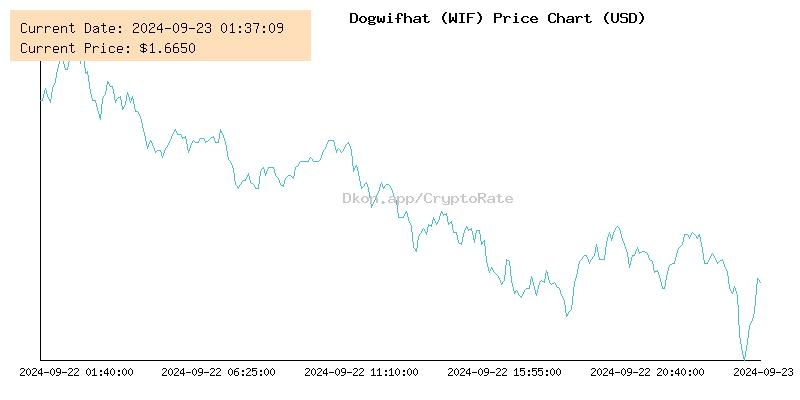 Dogwifhat (WIF) Price Chart (USD)
Current Date: 2024-09-23 01:37:09
Current Price: $1.6650
Dkon.app/CryptoRate
2024-09-22 01:40:00 2024-09-22 06:25:00 2024-09-22 11:10:00 2024-09-22 15:55:00 2024-09-22 20:40:00 2024-09-23